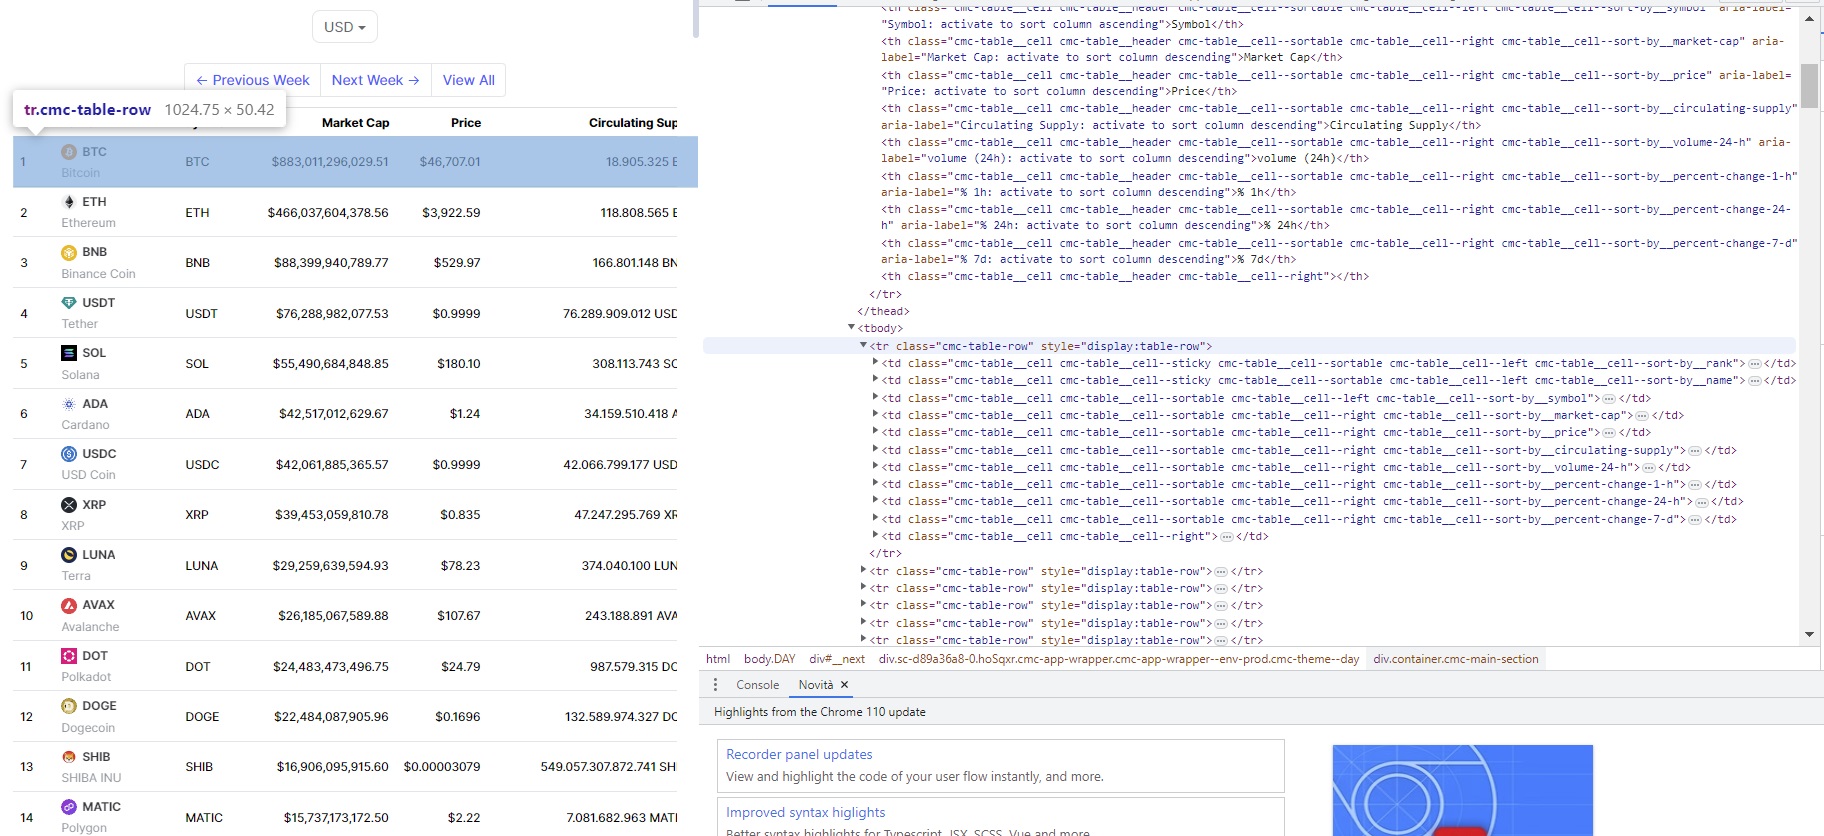 USD
← Previous Week
Next Week →
View All
tr.cmc-table-row 1024.75 × 50.42
Market Cap Price Circulating Sup
1 BTC Bitcoin BTC $883,011,296,029.51 $46,707.01 18.905.325
2 ETH Ethereum ETH $466,037,604,378.56 $3,922.59 118.808.565
3 BNB Binance Coin BNB $88,399,940,789.77 $529.97 166.801.148 BN
4 USDT Tether USDT $76,288,982,077.53 $0.9999 76.289.909.012 USD
5 SOL Solana SOL $55,490,684,848.85 $180.10 308.113.743 SO
6 ADA Cardano ADA $42,517,012,629.67 $1.24 34.159.510.418 A
7 USDC USD Coin USDC $42,061,885,365.57 $0.9999 42.066.799.177 USD
8 XRP XRP XRP $39,453,059,810.78 $0.835 47.247.295.769 XR
9 LUNA Terra LUNA $29,259,639,594.93 $78.23 374.040.100 LUN
10 AVAX Avalanche AVAX $26,185,067,589.88 $107.67 243.188.891 AVA
11 DOT Polkadot DOT $24,483,473,496.75 $24.79 987.579.315 DO
12 DOGE Dogecoin DOGE $22,484,087,905.96 $0.1696 132.589.974.327 DO
13 SHIB SHIBA INU SHIB $16,906,095,915.60 $0.00003079 549.057.307.872.741 SHI
14 MATIC Polygon MATIC $15,737,173,172.50 $2.22 7.081.682.963 MATI
"Symbol: activate to sort column ascending">Symbol</th>
<th class="cmc-table__cell cmc-table__header cmc-table__cell--sortable cmc-table__cell--right cmc-table__cell--sort-by__market-cap" aria-
label="Market Cap: activate to sort column descending">Market Cap</th>
<th class="cmc-table__cell cmc-table__header cmc-table__cell--sortable cmc-table__cell--right cmc-table__cell--sort-by__price" aria-label=
"Price: activate to sort column descending">Price</th>
<th class="cmc-table__cell cmc-table__header cmc-table__cell--sortable cmc-table__cell--right cmc-table__cell--sort-by__circulating-supply"
aria-label="Circulating Supply: activate to sort column descending">Circulating Supply</th>
<th class="cmc-table__cell cmc-table__header cmc-table__cell--sortable cmc-table__cell--right cmc-table__cell--sort-by__volume-24-h" aria-
label="volume (24h): activate to sort column descending">volume (24h)</th>
<th class="cmc-table__cell cmc-table__header cmc-table__cell--sortable cmc-table__cell--right cmc-table__cell--sort-by__percent-change-1-h"
aria-label="% 1h: activate to sort column descending">% 1h</th>
<th class="cmc-table__cell cmc-table__header cmc-table__cell--sortable cmc-table__cell--right cmc-table__cell--sort-by__percent-change-24-
h" aria-label="% 24h: activate to sort column descending">% 24h</th>
<th class="cmc-table__cell cmc-table__header cmc-table__cell--sortable cmc-table__cell--right cmc-table__cell--sort-by__percent-change-7-d"
aria-label="% 7d: activate to sort column descending">% 7d</th>
<th class="cmc-table__cell cmc-table__header cmc-table__cell--right"></th>
</tr>
</thead>
<tbody>
<tr class="cmc-table-row" style="display:table-row">
<td class="cmc-table__cell cmc-table__cell--sticky cmc-table__cell--sortable cmc-table__cell--left cmc-table__cell--sort-by__rank">…</td>
<td class="cmc-table__cell cmc-table__cell--sticky cmc-table__cell--sortable cmc-table__cell--left cmc-table__cell--sort-by__name">…</td>
<td class="cmc-table__cell cmc-table__cell--sortable cmc-table__cell--left cmc-table__cell--sort-by__symbol">…</td>
<td class="cmc-table__cell cmc-table__cell--sortable cmc-table__cell--right cmc-table__cell--sort-by__market-cap">…</td>
<td class="cmc-table__cell cmc-table__cell--sortable cmc-table__cell--right cmc-table__cell--sort-by__price">…</td>
<td class="cmc-table__cell cmc-table__cell--sortable cmc-table__cell--right cmc-table__cell--sort-by__circulating-supply">…</td>
<td class="cmc-table__cell cmc-table__cell--sortable cmc-table__cell--right cmc-table__cell--sort-by__volume-24-h">…</td>
<td class="cmc-table__cell cmc-table__cell--sortable cmc-table__cell--right cmc-table__cell--sort-by__percent-change-1-h">…</td>
<td class="cmc-table__cell cmc-table__cell--sortable cmc-table__cell--right cmc-table__cell--sort-by__percent-change-24-h">…</td>
<td class="cmc-table__cell cmc-table__cell--sortable cmc-table__cell--right cmc-table__cell--sort-by__percent-change-7-d">…</td>
<td class="cmc-table__cell cmc-table__cell--right">…</td>
</tr>
<tr class="cmc-table-row" style="display:table-row">…</tr>
<tr class="cmc-table-row" style="display:table-row">…</tr>
<tr class="cmc-table-row" style="display:table-row">…</tr>
<tr class="cmc-table-row" style="display:table-row">…</tr>
<tr class="cmc-table-row" style="display:table-row">…</tr>
html body.DAY div#__next div.sc-d89a36a8-0.hoSqxr.cmc-app-wrapper.cmc-app-wrapper--env-prod.cmc-theme--day div.container.cmc-main-section
Console Novità ×
Highlights from the Chrome 110 update
Recorder panel updates
View and highlight the code of your user flow instantly, and more.
Improved syntax higlights
Better syntax highlights for Typescript, JSX, SCSS, Vue and more